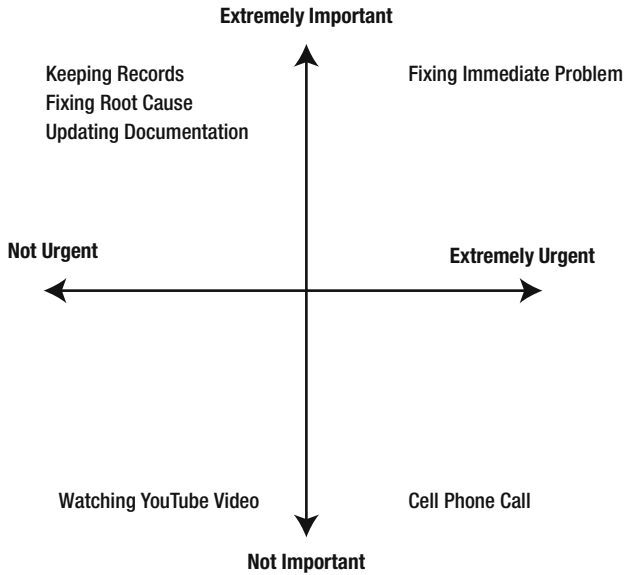 Extremely Important
Keeping Records
Fixing Root Cause
Updating Documentation
Fixing Immediate Problem
Not Urgent
Extremely Urgent
Watching YouTube Video
Cell Phone Call
Not Important